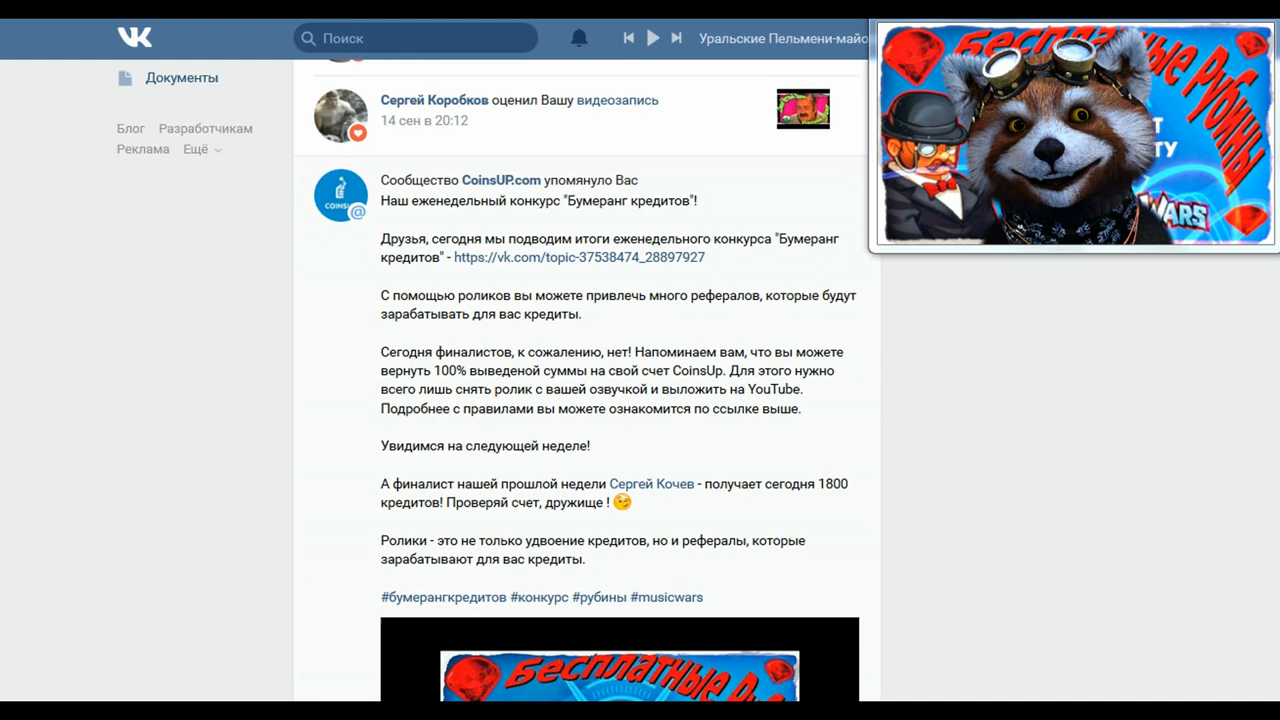 Поиск
Уральские Пельмени-майо
Документы
Блог Разработчикам
Реклама Ещё
Сергей Коробков оценил Вашу видеозапись
14 сен в 20:12
COINSU
@
Сообщество CoinsUP.com упомянуло Вас
Наш еженедельный конкурс "Бумеранг кредитов"!
Друзья, сегодня мы подводим итоги еженедельного конкурса "Бумеранг
кредитов" - https://vk.com/topic-37538474_28897927
С помощью роликов вы можете привлечь много рефералов, которые будут
зарабатывать для вас кредиты.
Сегодня финалистов, к сожалению, нет! Напоминаем вам, что вы можете
вернуть 100% выведеной суммы на свой счет CoinsUp. Для этого нужно
всего лишь снять ролик с вашей озвучкой и выложить на YouTube.
Подробнее с правилами вы можете ознакомится по ссылке выше.
Увидимся на следующей неделе!
А финалист нашей прошлой недели Сергей Кочев - получает сегодня 1800
кредитов! Проверяй счет, дружище !
Ролики - это не только удвоение кредитов, но и рефералы, которые
зарабатывают для вас кредиты.
#бумерангкредитов #конкурс #рубины #musicwars
Бесплатные Ру
Бесплатные Рубины
Т
ТУ
WARS